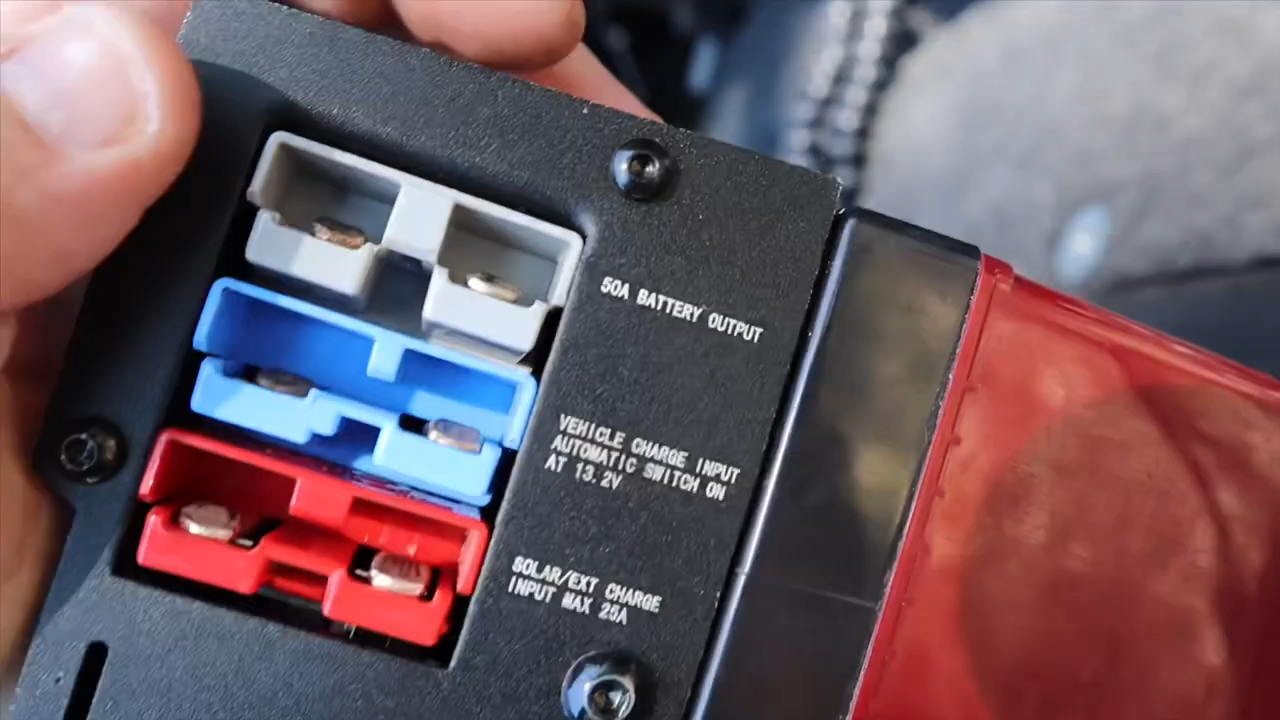 50A BATTERY OUTPUT
VEHICLE CHARGE INPUT
AUTOMATIC SWITCH ON
AT 13.2V
SOLAR/EXT CHARGE
INPUT MAX 25A